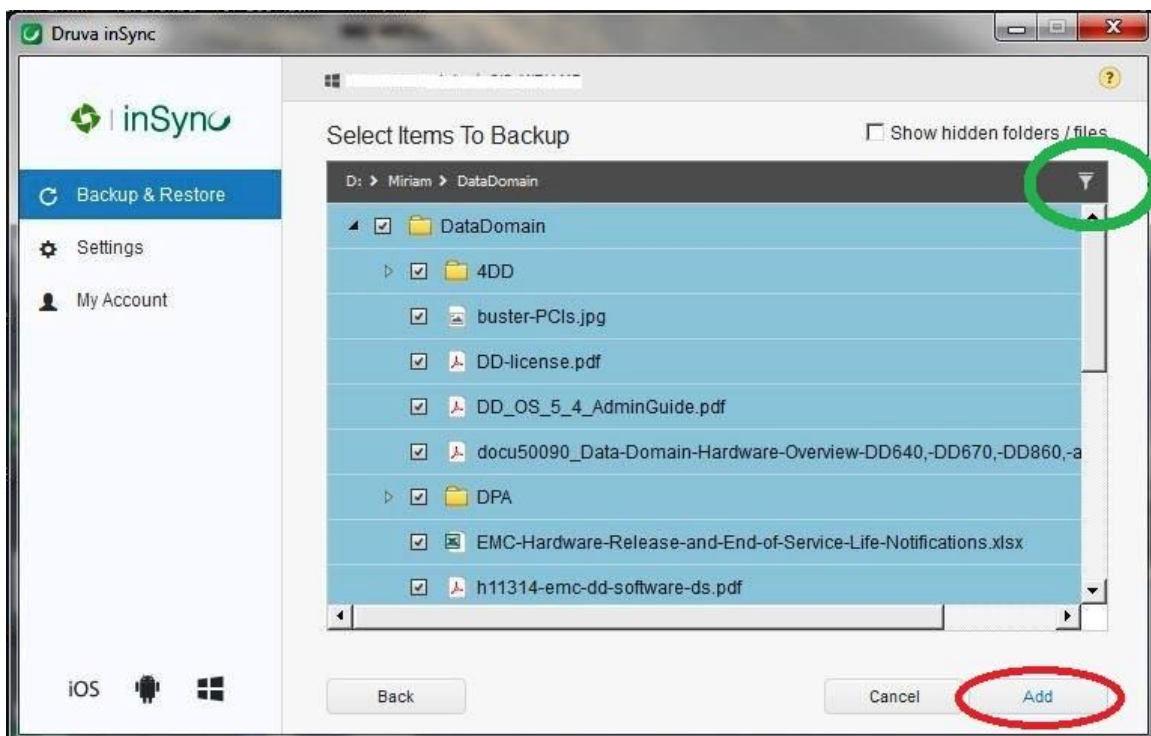 Druva inSync
inSync
Backup & Restore
Settings
My Account
iOS
?
Select Items To Backup
Show hidden folders / files
D: > Miriam > DataDomain
DataDomain
4DD
buster-PCIs.jpg
DD-license.pdf
DD_OS_5_4_AdminGuide.pdf
docu50090_Data-Domain-Hardware-Overview-DD640,-DD670,-DD860,-a
DPA
EMC-Hardware-Release-and-End-of-Service-Life-Notifications.xlsx
h11314-emc-dd-software-ds.pdf
Back
Cancel
Add